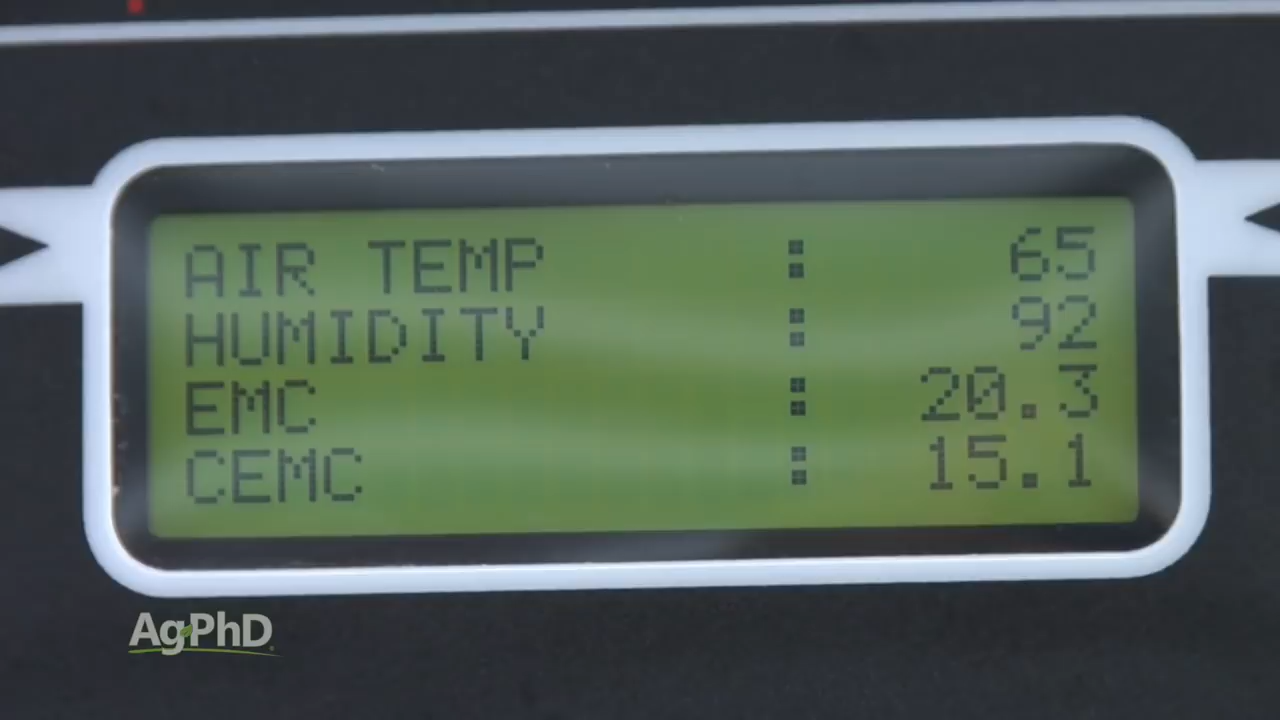 AIR TEMP : 65
HUMIDITY : 92
EMC : 20.3
CEMC : 15.1
AgPhD